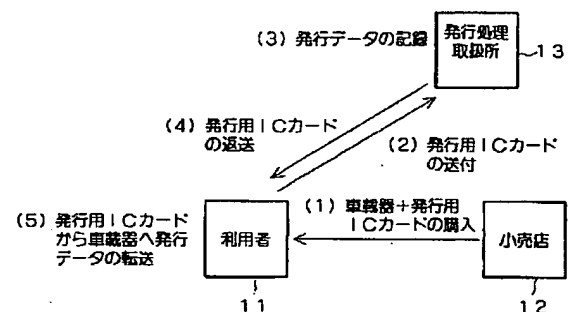 (3) 発行データの記録
発行処理
取扱所
13
(4) 発行用ICカード
の返送
(2) 発行用ICカード
の送付
(1) 車載器+発行用
ICカードの購入
(5) 発行用ICカード
から車載器へ発行
データの転送
利用者
小売店
11
12